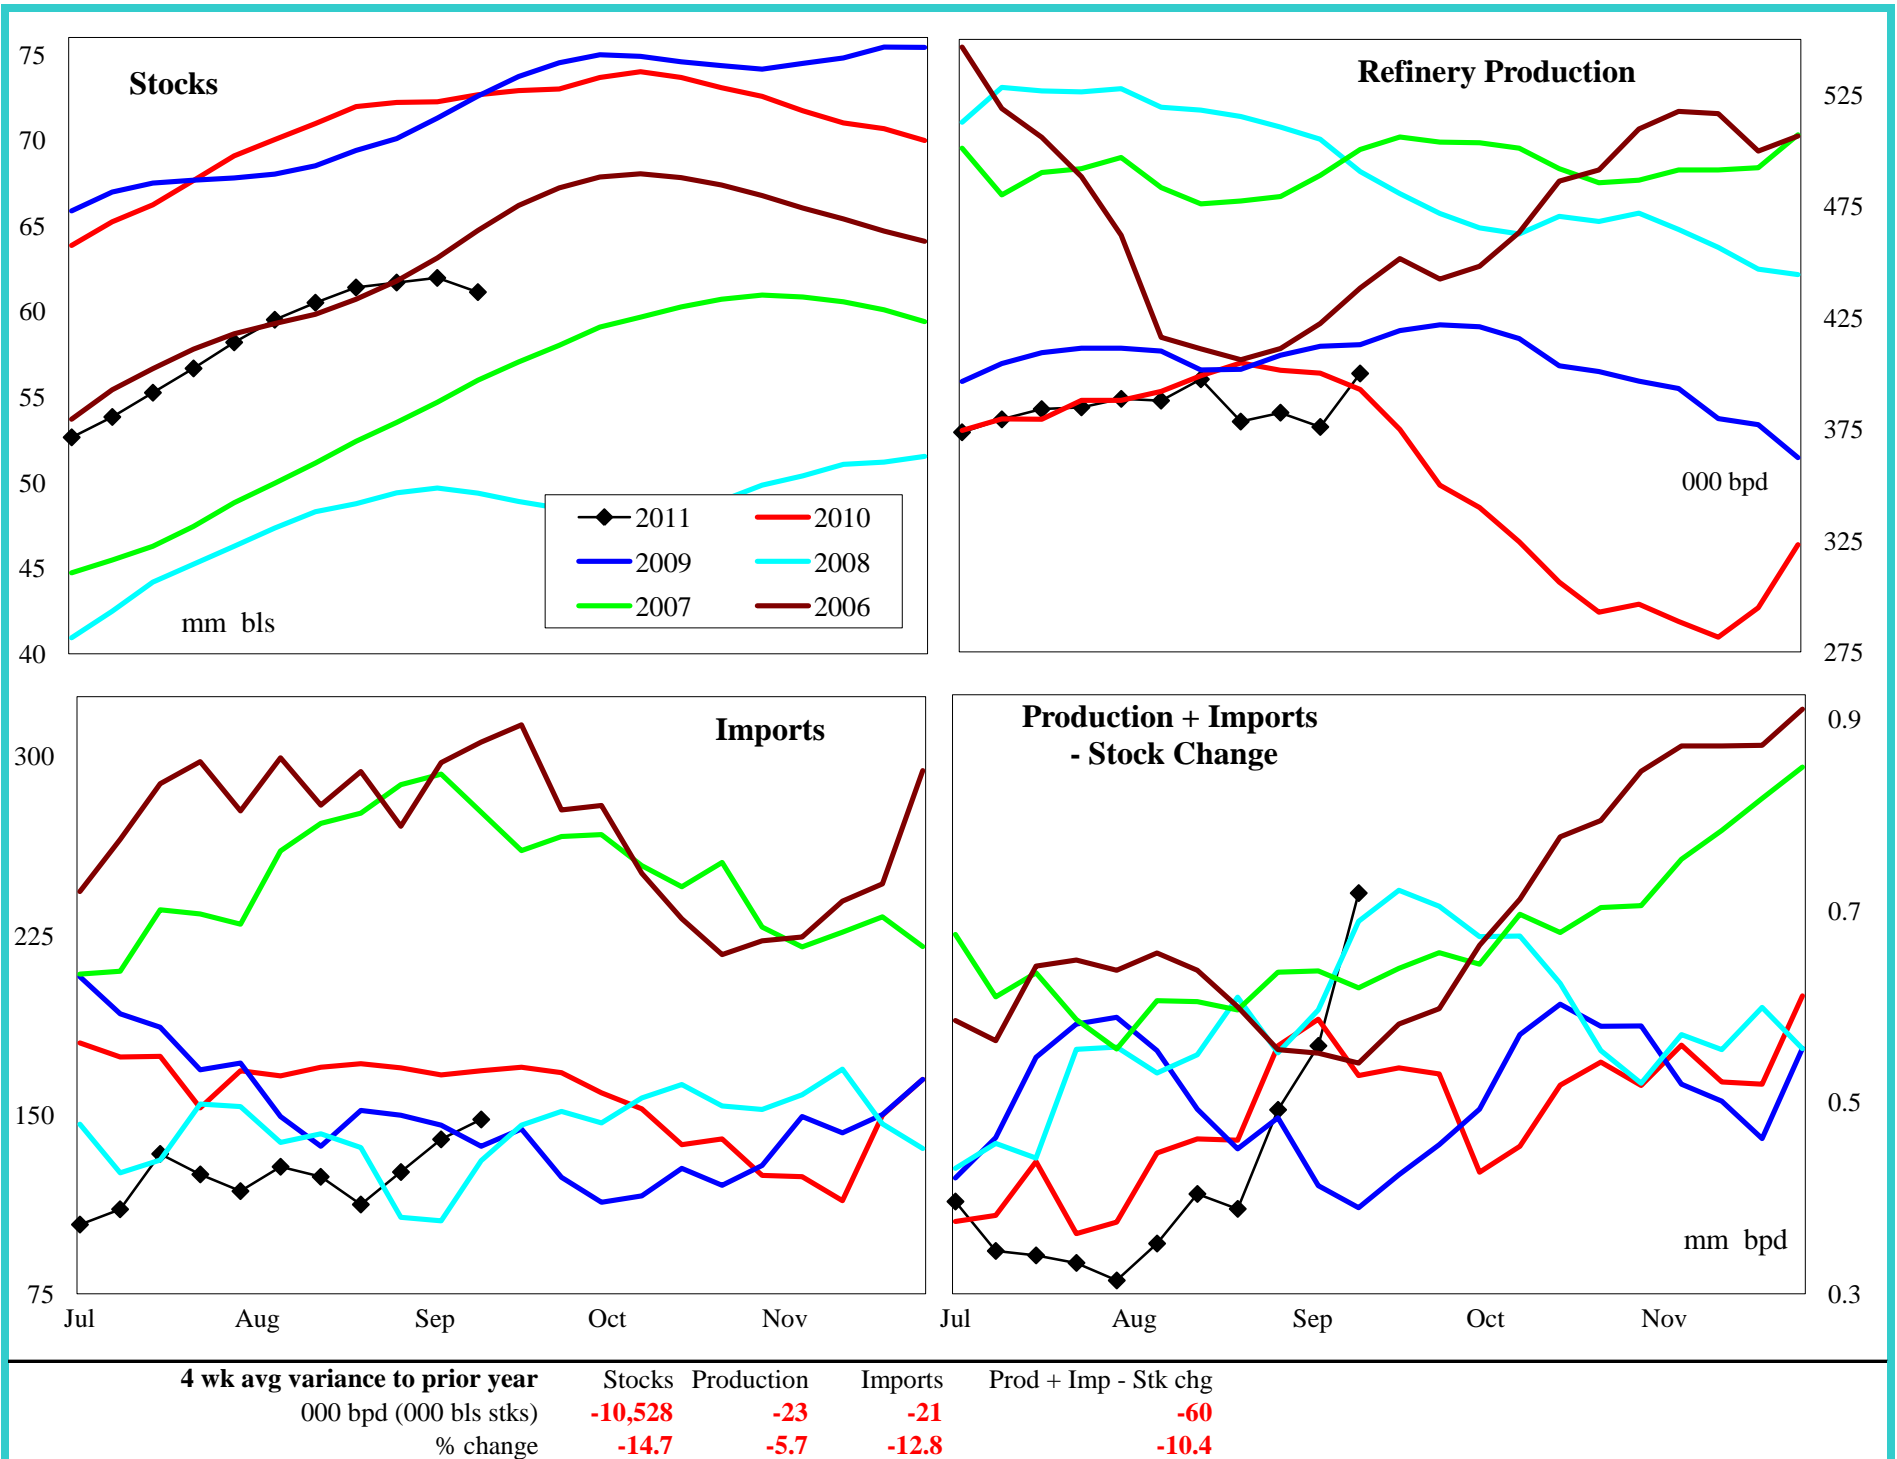 Stocks
75
70
65
60
55
50
45
40
mm bls
2011
2010
2009
2008
2007
2006
Refinery Production
525
475
425
375
325
275
000 bpd
Imports
300
225
150
75
Jul Aug Sep Oct Nov
Production + Imports
- Stock Change
0.9
0.7
0.5
0.3
mm bpd
Jul Aug Sep Oct Nov
4 wk avg variance to prior year Stocks Production Imports Prod + Imp - Stk chg
000 bpd (000 bls stks) -10,528 -23 -21 -60
% change -14.7 -5.7 -12.8 -10.4